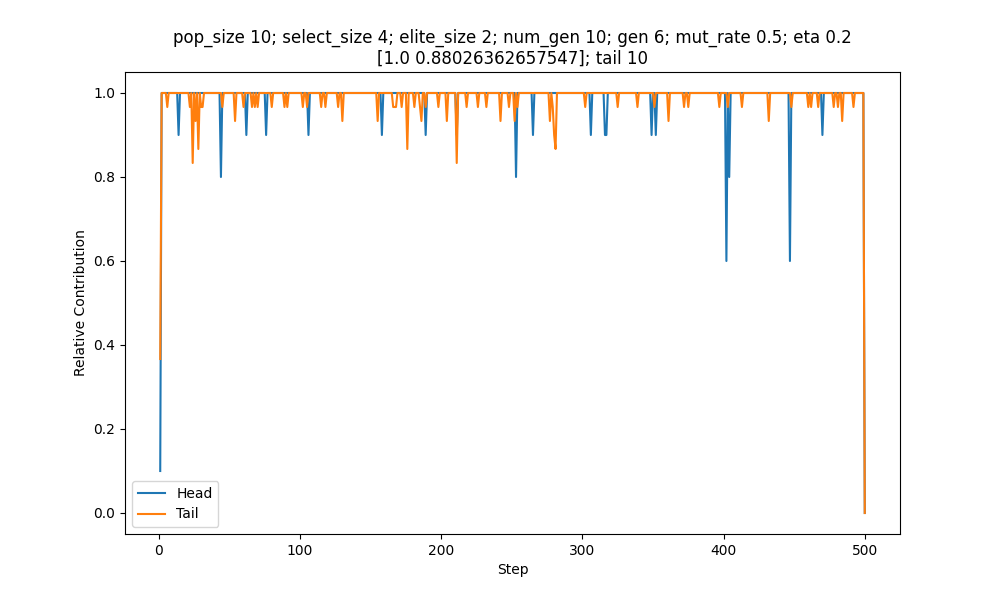 pop_size 10; select_size 4; elite_size 2; num_gen 10; gen 6; mut_rate 0.5; eta 0.2
[1.0 0.88026362657547]; tail 10
1.0
0.8
0.6
0.4
0.2
0.0
Relative Contribution
Head
Tail
0
100
200
300
400
500
Step